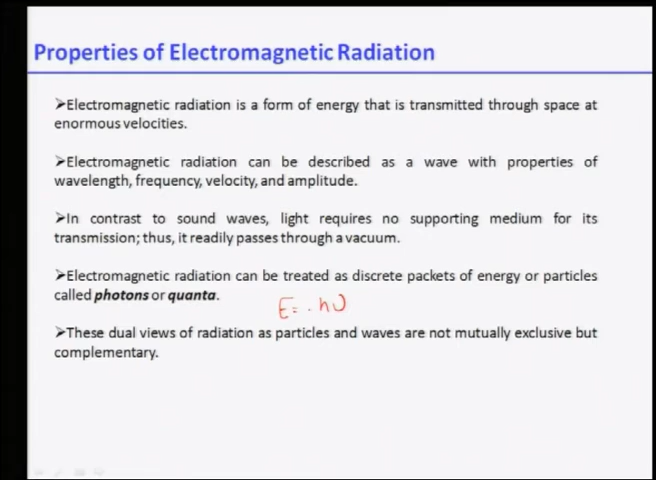 Properties of Electromagnetic Radiation
➢Electromagnetic radiation is a form of energy that is transmitted through space at
enormous velocities.
➢Electromagnetic radiation can be described as a wave with properties of
wavelength, frequency, velocity, and amplitude.
➢In contrast to sound waves, light requires no supporting medium for its
transmission; thus, it readily passes through a vacuum.
➢Electromagnetic radiation can be treated as discrete packets of energy or particles
called photons or quanta.
E= . hυ
➢These dual views of radiation as particles and waves are not mutually exclusive but
complementary.